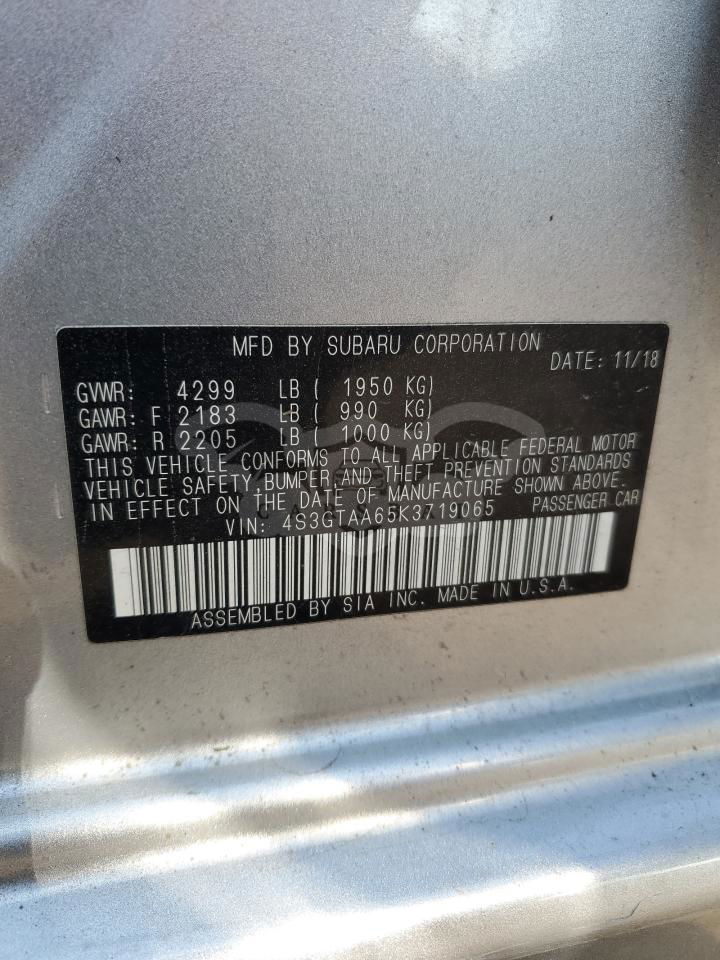 MFD BY SUBARU CORPORATION
DATE: 11/18
GVWR: 4299 LB ( 1950 KG)
GAWR: F 2183 LB ( 990 KG)
GAWR: R 2205 LB ( 1000 KG)
THIS VEHICLE CONFORMS TO ALL APPLICABLE FEDERAL MOTOR
VEHICLE SAFETY, BUMPER, AND THEFT PREVENTION STANDARDS
IN EFFECT ON THE DATE OF MANUFACTURE SHOWN ABOVE.
VIN: 4S3GTAA65K3719065 PASSENGER CAR
ASSEMBLED BY SIA INC. MADE IN U.S.A.